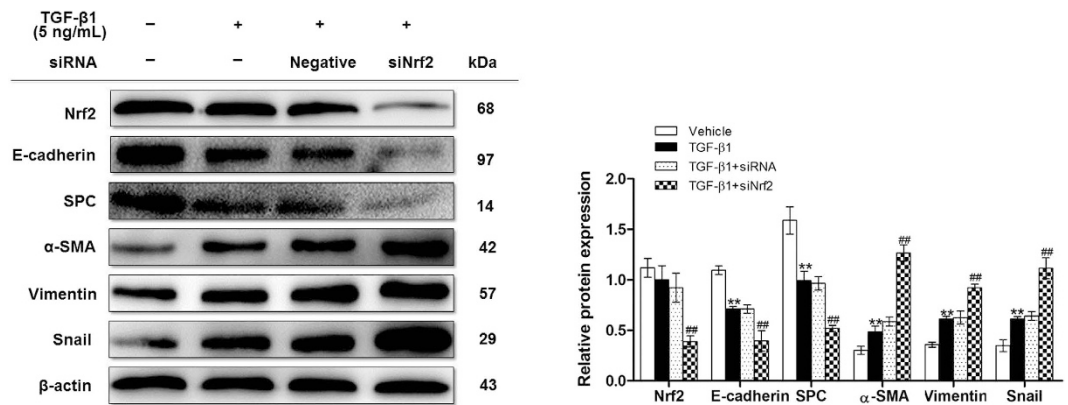 TGF-β1
(5 ng/mL) – + + +
siRNA – – Negative siNrf2 kDa
Nrf2 68
E-cadherin 97
SPC 14
α-SMA 42
Vimentin 57
Snail 29
β-actin 43
Vehicle
TGF-β1
TGF-β1+siRNA
TGF-β1+siNrf2
Relative protein expression
2.0
1.5
1.0
0.5
0.0
## ** ## ** ## ** ## ** ## ** ##
Nrf2 E-cadherin SPC α-SMA Vimentin Snail